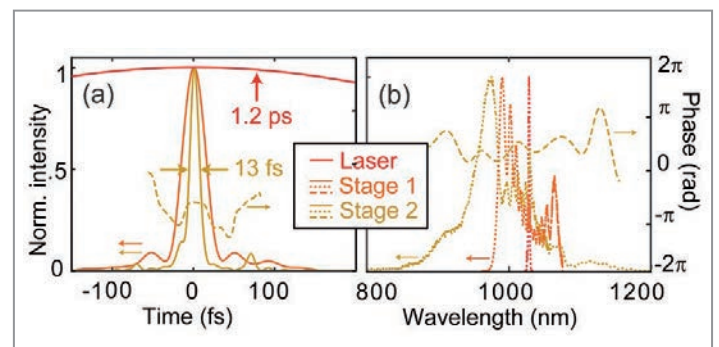 (a)
(b)
1
.5
0
Norm. intensity
1.2 ps
13 fs
Laser
Stage 1
Stage 2
-100
0
100
Time (fs)
800
1000
1200
Wavelength (nm)
2π
π
0
-π
-2π
Phase (rad)